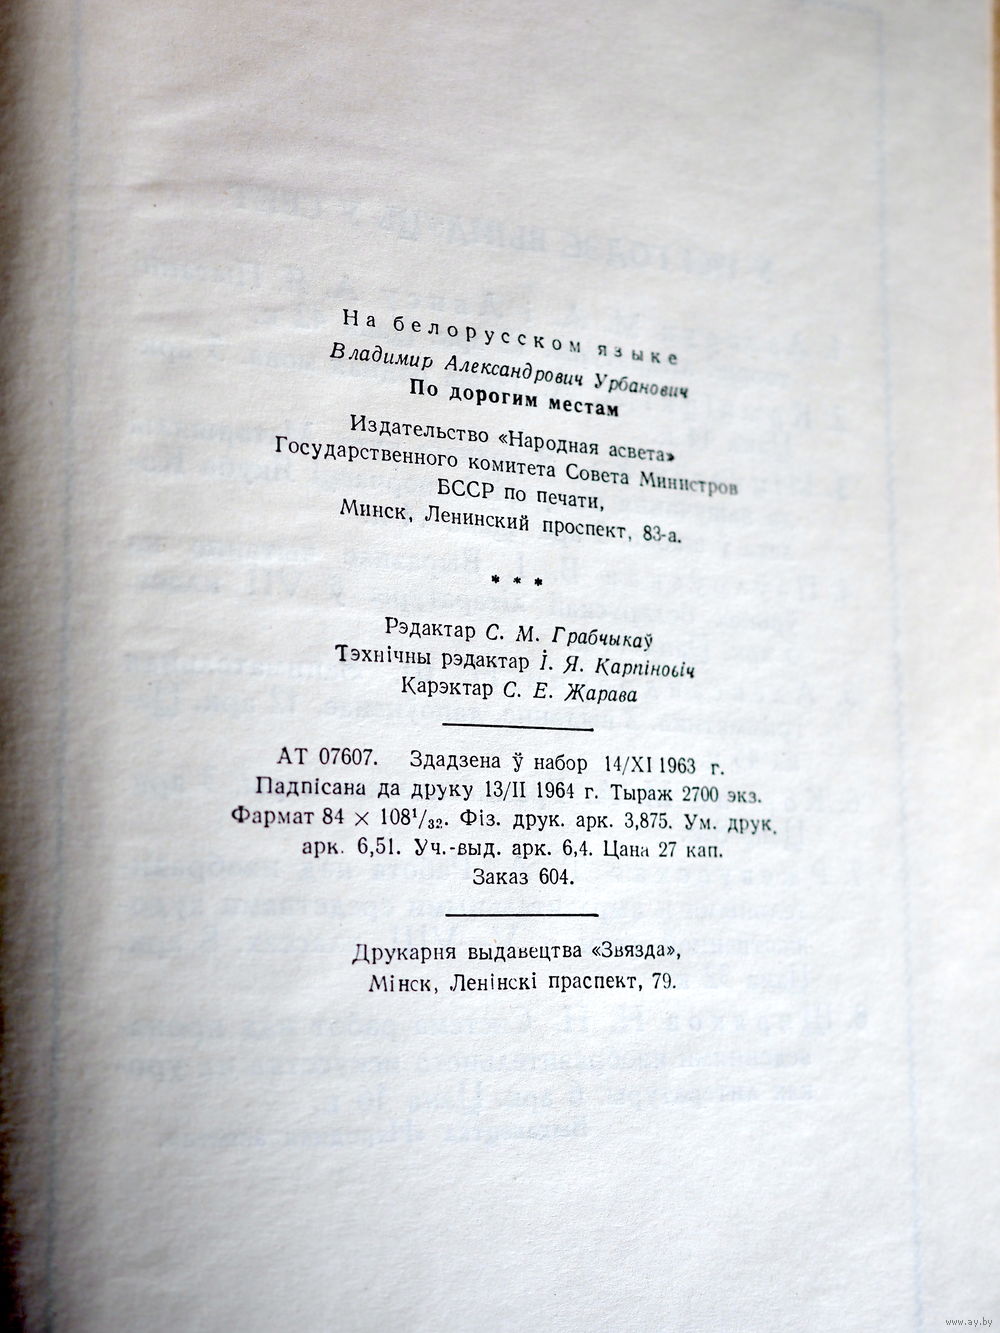 На белорусском языке
Владимир Александрович Урбанович
По дорогим местам
Издательство «Народная асвета»
Государственного комитета Совета Министров
БССР по печати,
Минск, Ленинский проспект, 83-а.
* * *
Рэдактар С. М. Грабчыкаў
Тэхнічны рэдактар І. Я. Карпіновіч
Карэктар С. Е. Жарава
АТ 07607. Здадзена ў набор 14/XI 1963 г.
Падпісана да друку 13/II 1964 г. Тыраж 2700 экз.
Фармат 84 × 108¹/₃₂. Фіз. друк. арк. 3,875. Ум. друк.
арк. 6,51. Уч.-выд. арк. 6,4. Цана 27 кап.
Заказ 604.
Друкарня выдавецтва «Звязда»,
Мінск, Ленінскі праспект, 79.
www.ay.by